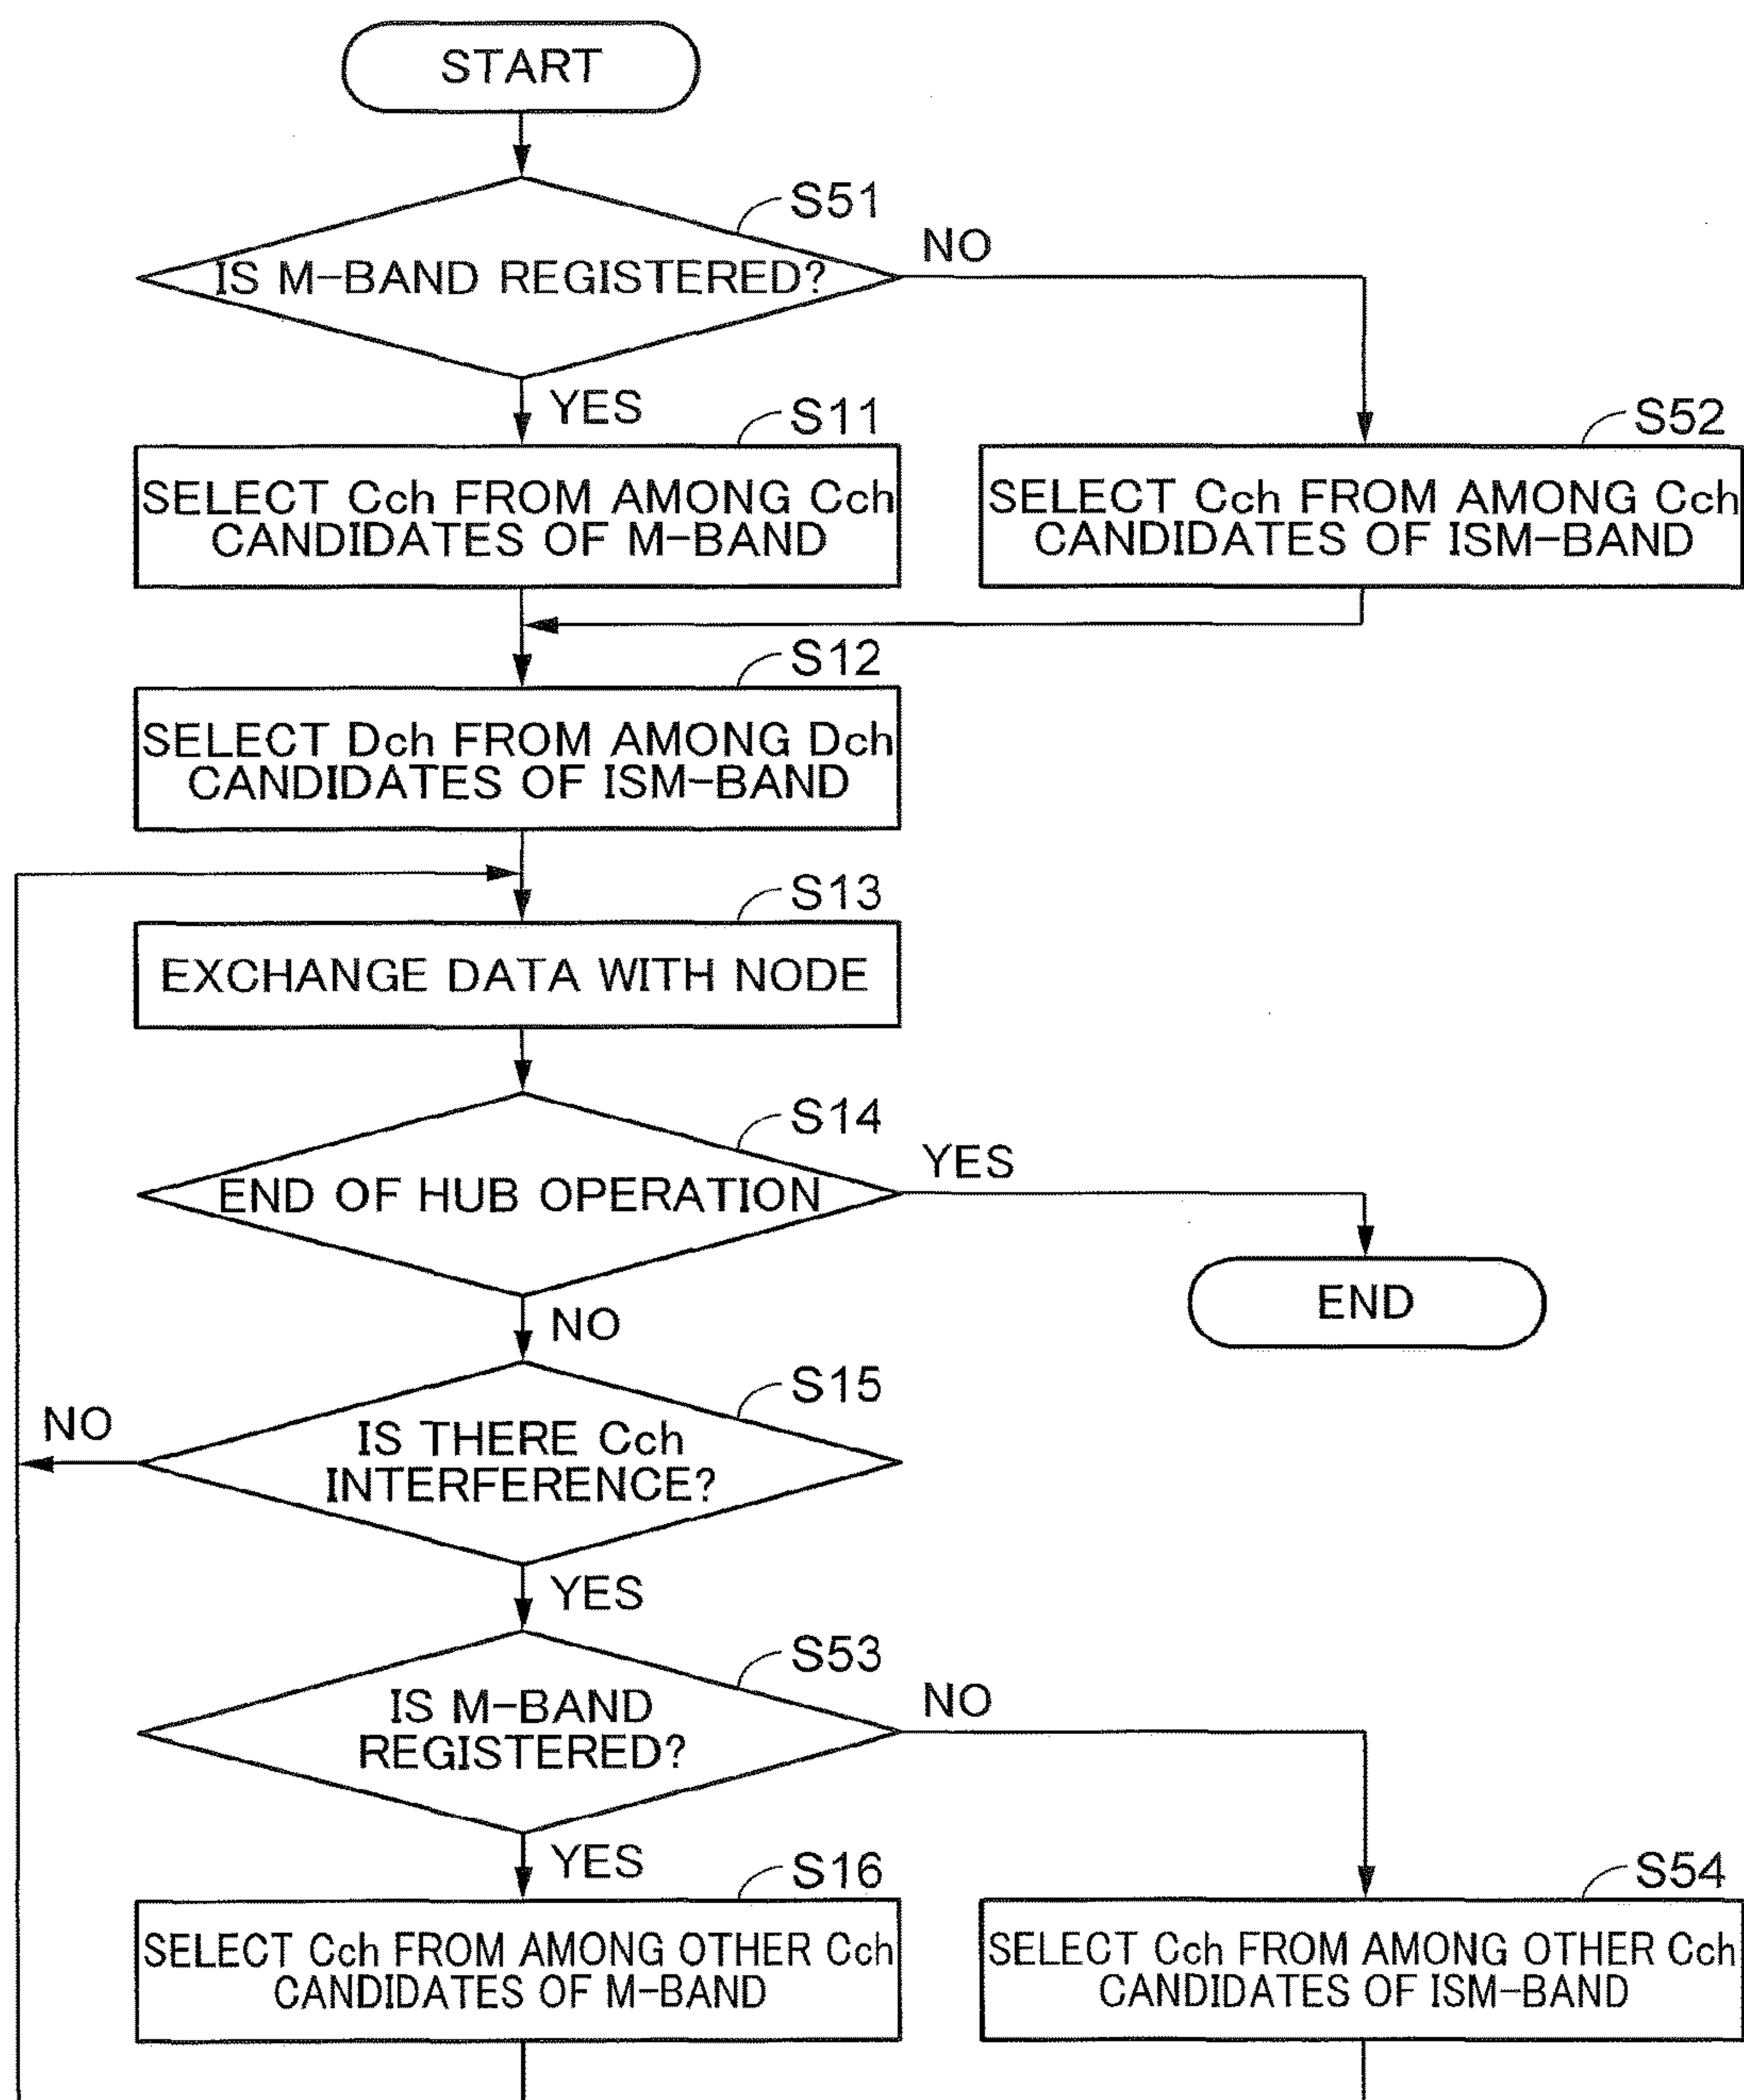 START
S51
IS M-BAND REGISTERED?
NO
YES
S11
SELECT Cch FROM AMONG Cch
CANDIDATES OF M-BAND
S52
SELECT Cch FROM AMONG Cch
CANDIDATES OF ISM-BAND
S12
SELECT Dch FROM AMONG Dch
CANDIDATES OF ISM-BAND
S13
EXCHANGE DATA WITH NODE
S14
END OF HUB OPERATION
YES
END
NO
S15
IS THERE Cch
INTERFERENCE?
NO
YES
S53
IS M-BAND
REGISTERED?
NO
YES
S16
SELECT Cch FROM AMONG OTHER Cch
CANDIDATES OF M-BAND
S54
SELECT Cch FROM AMONG OTHER Cch
CANDIDATES OF ISM-BAND